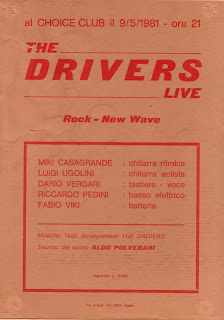 al CHOICE CLUB il 9/5/1981 - ore 21
THE
DRIVERS
LIVE
Rock - New Wave
MIKI CASAGRANDE : chitarra ritmica
LUIGI UGOLINI : chitarra solista
DARIO VERGARI : tastiere - voce
RICCARDO PEDINI : basso elettrico
FABIO VIKI : batteria
Musiche, Testi, Arrangiamenti THE DRIVERS
Tecnico del suono ALDO POLVERARI
Ingresso L.